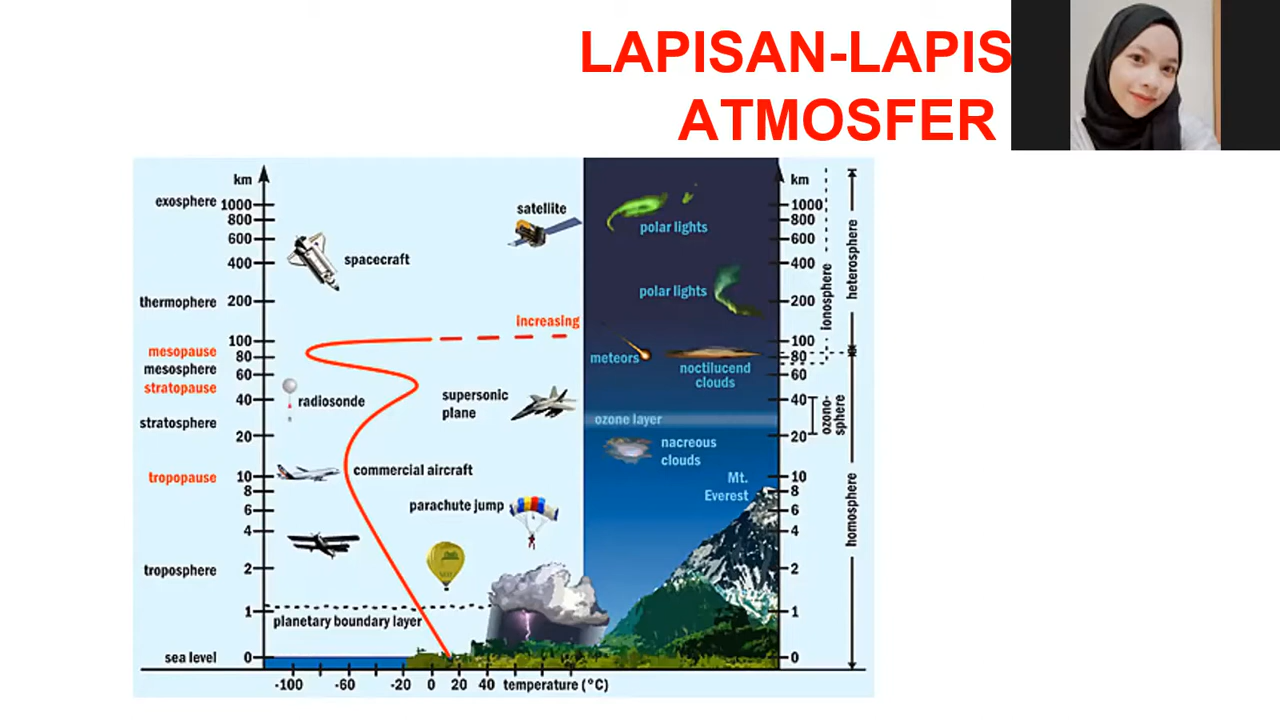 LAPISAN-LAPIS
ATMOSFER
km
exosphere
1000
800
600
400
thermophere
200
100
mesopause
80
mesosphere
60
stratopause
40
stratosphere
20
tropopause
10
8
6
4
troposphere
2
1
sea level
0
satellite
spacecraft
increasing
radiosonde
supersonic
plane
commercial aircraft
parachute jump
planetary boundary layer
-100
-60
-20
0
20
40
temperature (°C)
polar lights
polar lights
meteors
noctilucend
clouds
ozone layer
nacreous
clouds
Mt.
Everest
km
1000
800
600
400
200
100
80
60
40
20
10
8
6
4
2
1
0
ionosphere
ozono-
sphere
heterosphere
homosphere